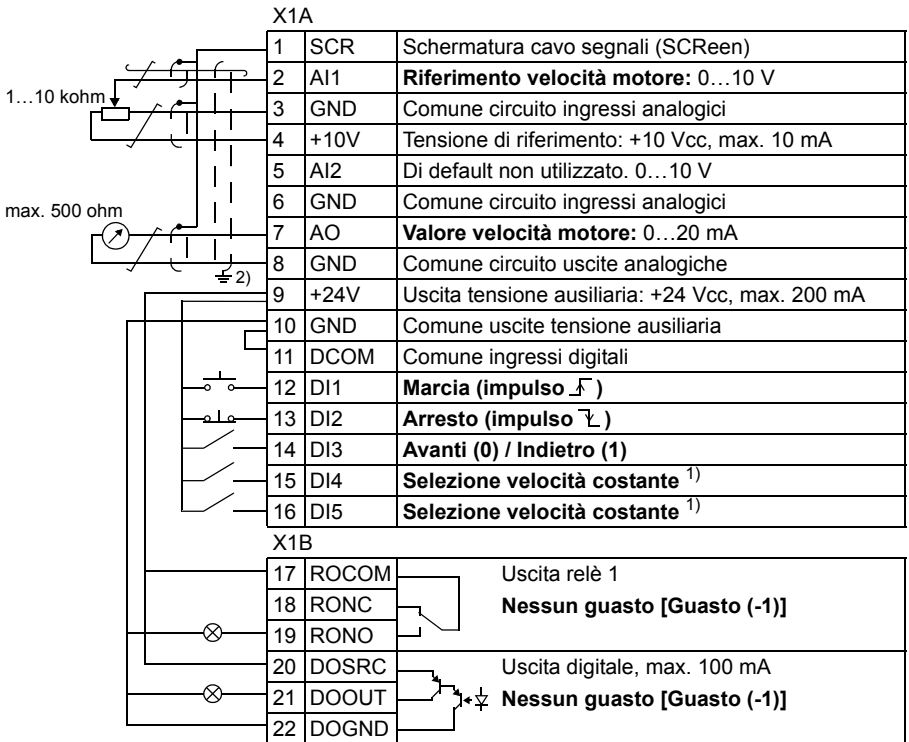 X1A
1 SCR Schermatura cavo segnali (SCReen)
2 AI1 Riferimento velocità motore: 0…10 V
1…10 kohm
3 GND Comune circuito ingressi analogici
4 +10V Tensione di riferimento: +10 Vcc, max. 10 mA
5 AI2 Di default non utilizzato. 0…10 V
6 GND Comune circuito ingressi analogici
max. 500 ohm
7 AO Valore velocità motore: 0…20 mA
8 GND Comune circuito uscite analogiche
2)
9 +24V Uscita tensione ausiliaria: +24 Vcc, max. 200 mA
10 GND Comune uscite tensione ausiliaria
11 DCOM Comune ingressi digitali
12 DI1 Marcia (impulso )
13 DI2 Arresto (impulso )
14 DI3 Avanti (0) / Indietro (1)
15 DI4 Selezione velocità costante 1)
16 DI5 Selezione velocità costante 1)
X1B
17 ROCOM Uscita relè 1
18 RONC Nessun guasto [Guasto (-1)]
19 RONO
20 DOSRC Uscita digitale, max. 100 mA
21 DOOUT Nessun guasto [Guasto (-1)]
22 DOGND